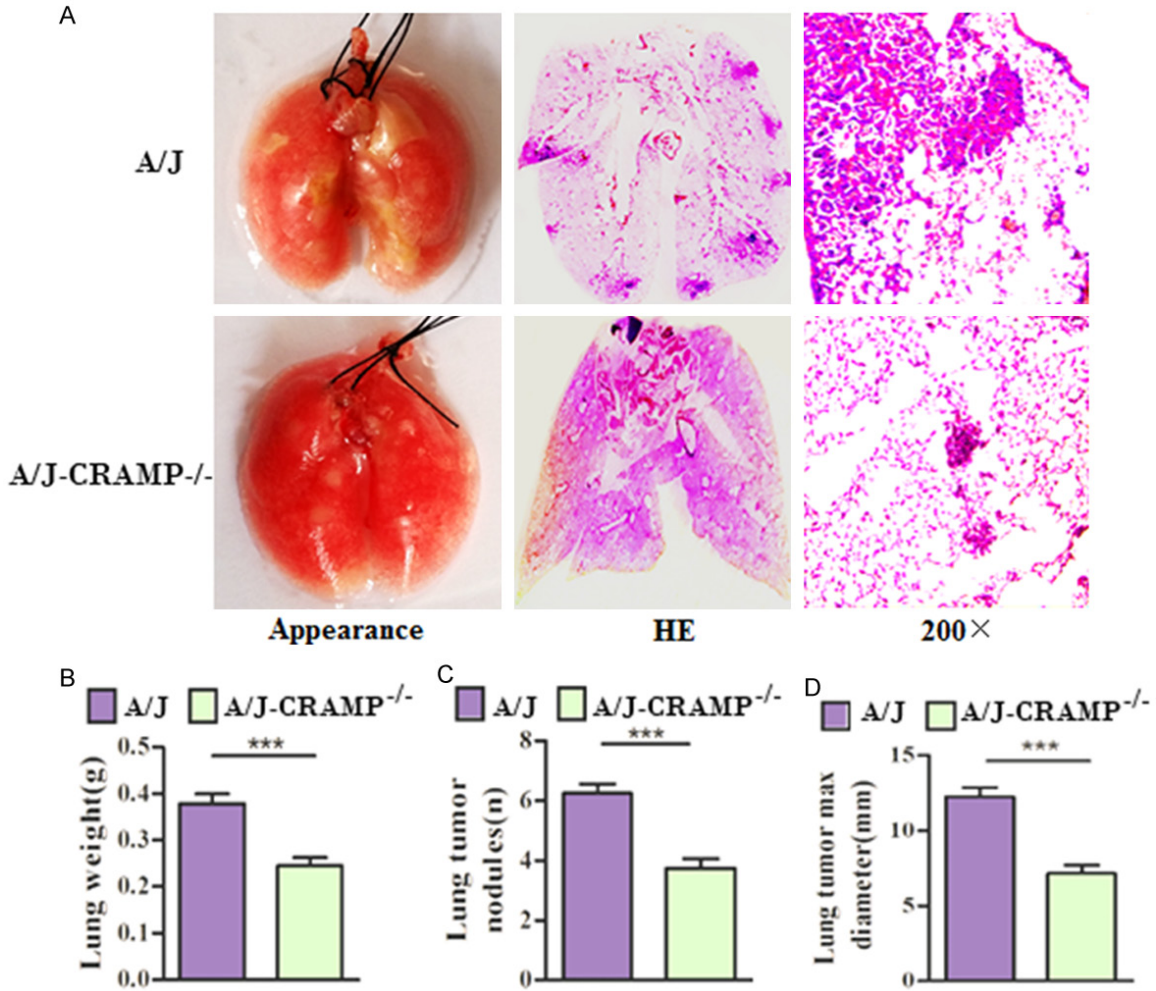 A
A/J
A/J-CRAMP-/-
Appearance
HE
200×
B
A/J
A/J-CRAMP-/-
***
Lung weight(g)
0.5
0.4
0.3
0.2
0.1
0.0
C
A/J
A/J-CRAMP-/-
***
Lung tumor
nodules(n)
8
6
4
2
0
D
A/J
A/J-CRAMP-/-
***
Lung tumor max
diameter(mm)
15
10
5
0